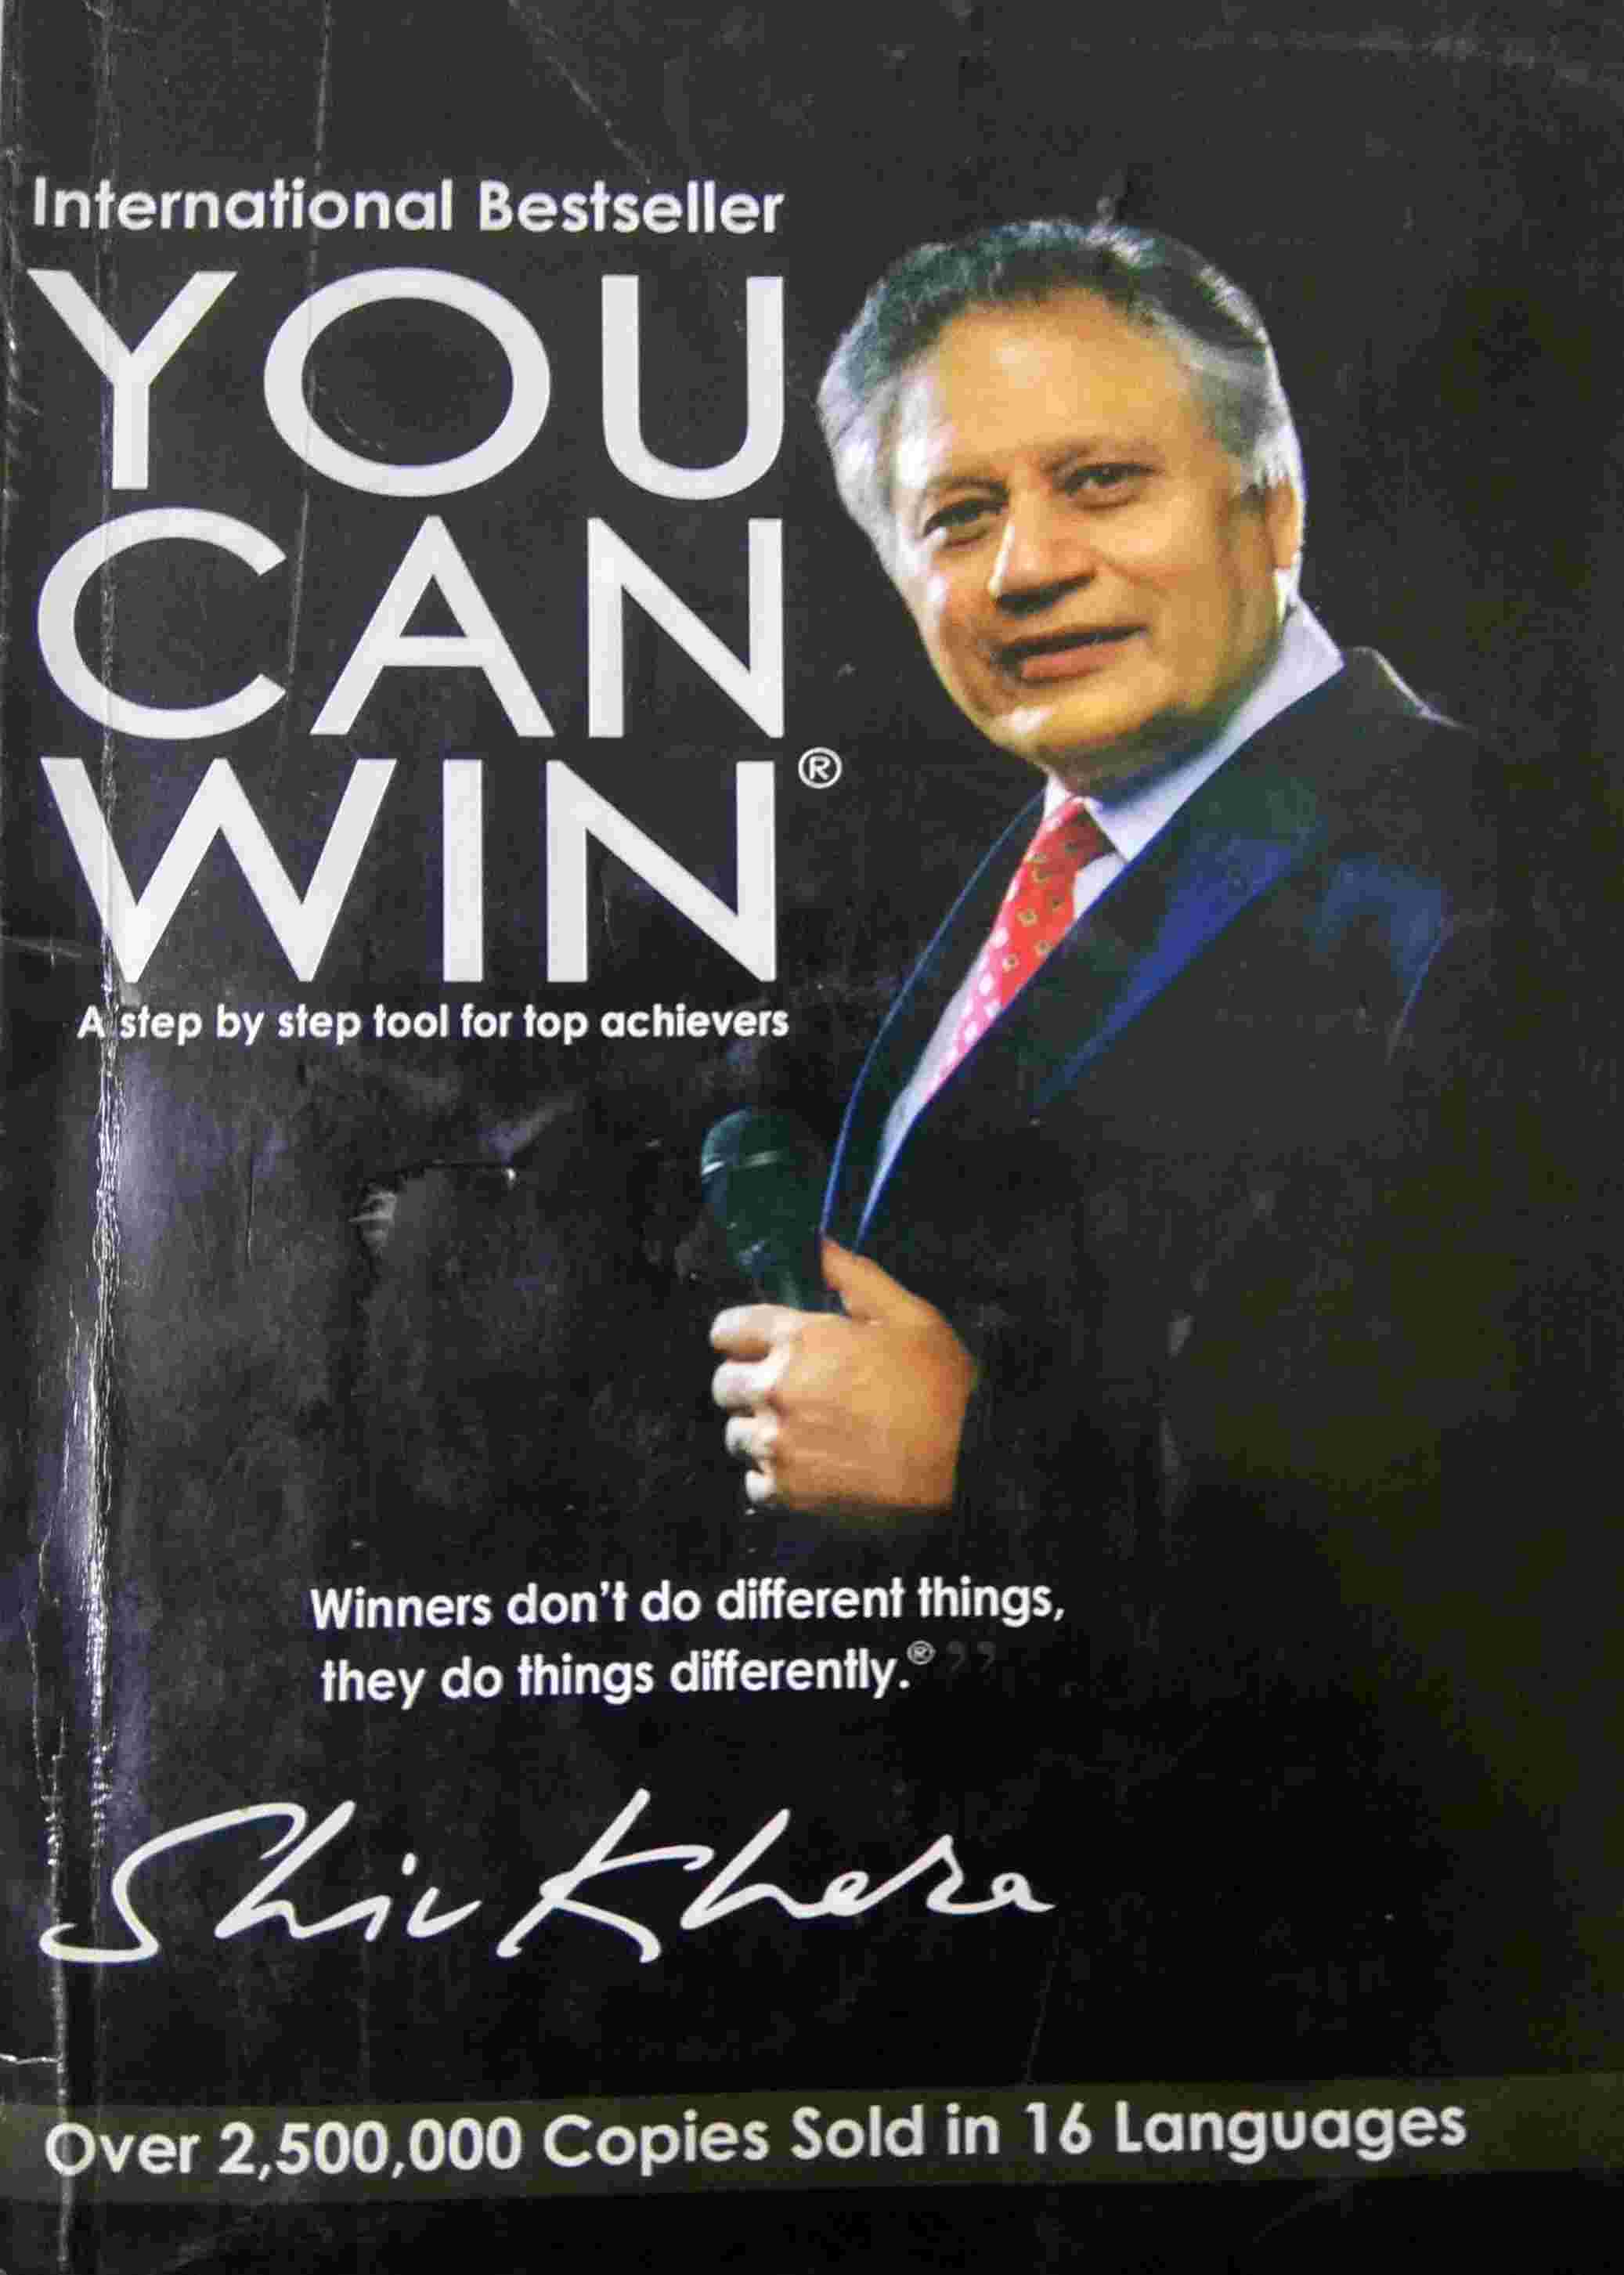 International Bestseller
YOU
CAN
WIN®
A step by step tool for top achievers
Winners don't do different things,
they do things differently.® ”
Shiv Khera
Over 2,500,000 Copies Sold in 16 Languages